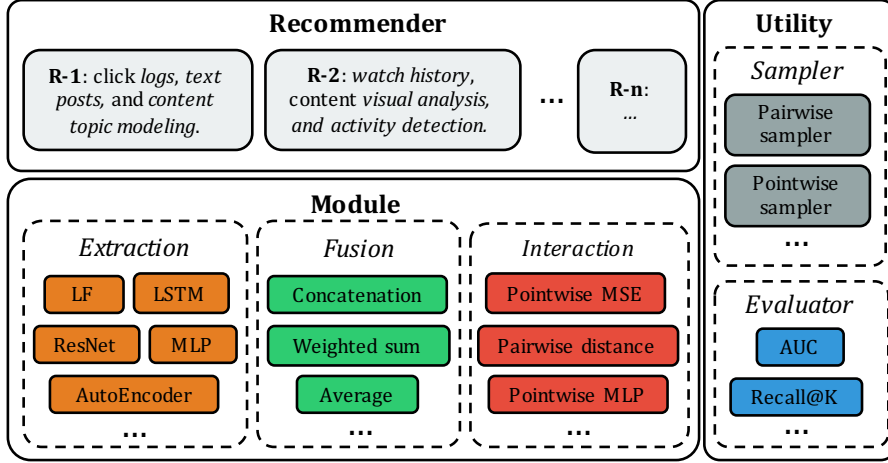 Recommender
R-1: click logs, text
posts, and content
topic modeling.
R-2: watch history,
content visual analysis,
and activity detection.
...
R-n:
...
Module
Extraction
LF
LSTM
ResNet
MLP
AutoEncoder
...
Fusion
Concatenation
Weighted sum
Average
...
Interaction
Pointwise MSE
Pairwise distance
Pointwise MLP
...
Utility
Sampler
Pairwise
sampler
Pointwise
sampler
...
Evaluator
AUC
Recall@K
...